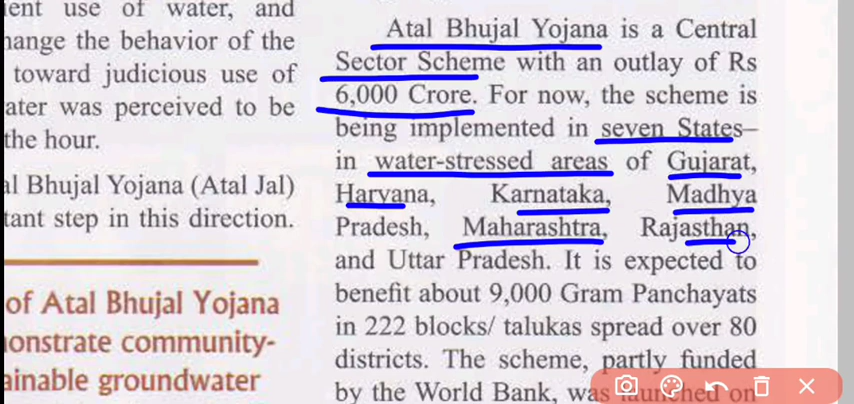 ent use of water, and
hange the behavior of the
toward judicious use of
ater was perceived to be
the hour.
al Bhujal Yojana (Atal Jal)
tant step in this direction.
of Atal Bhujal Yojana
onstrate community-
ainable groundwater
Atal Bhujal Yojana is a Central
Sector Scheme with an outlay of Rs
6,000 Crore. For now, the scheme is
being implemented in seven States–
in water-stressed areas of Gujarat,
Haryana, Karnataka, Madhya
Pradesh, Maharashtra, Rajasthan,
and Uttar Pradesh. It is expected to
benefit about 9,000 Gram Panchayats
in 222 blocks/ talukas spread over 80
districts. The scheme, partly funded
by the World Bank, was launched on